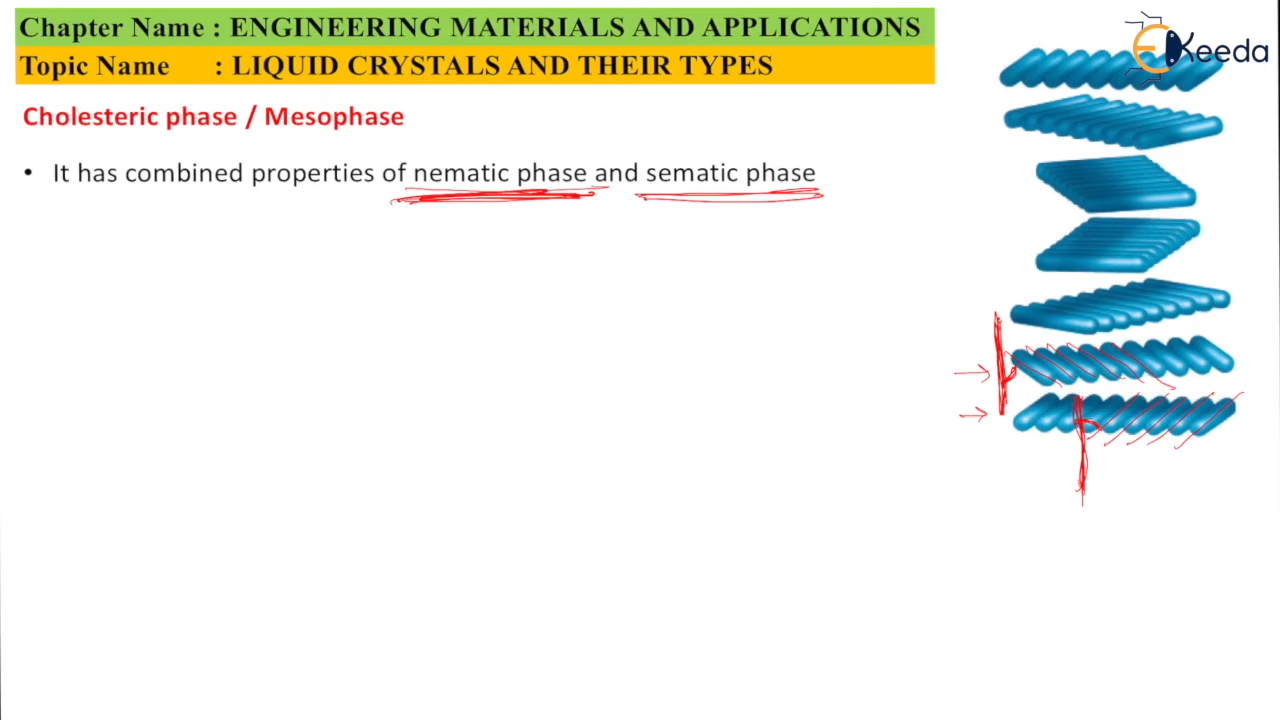 Chapter Name : ENGINEERING MATERIALS AND APPLICATIONS
Topic Name : LIQUID CRYSTALS AND THEIR TYPES
Keeda
Cholesteric phase / Mesophase
• It has combined properties of nematic phase and sematic phase